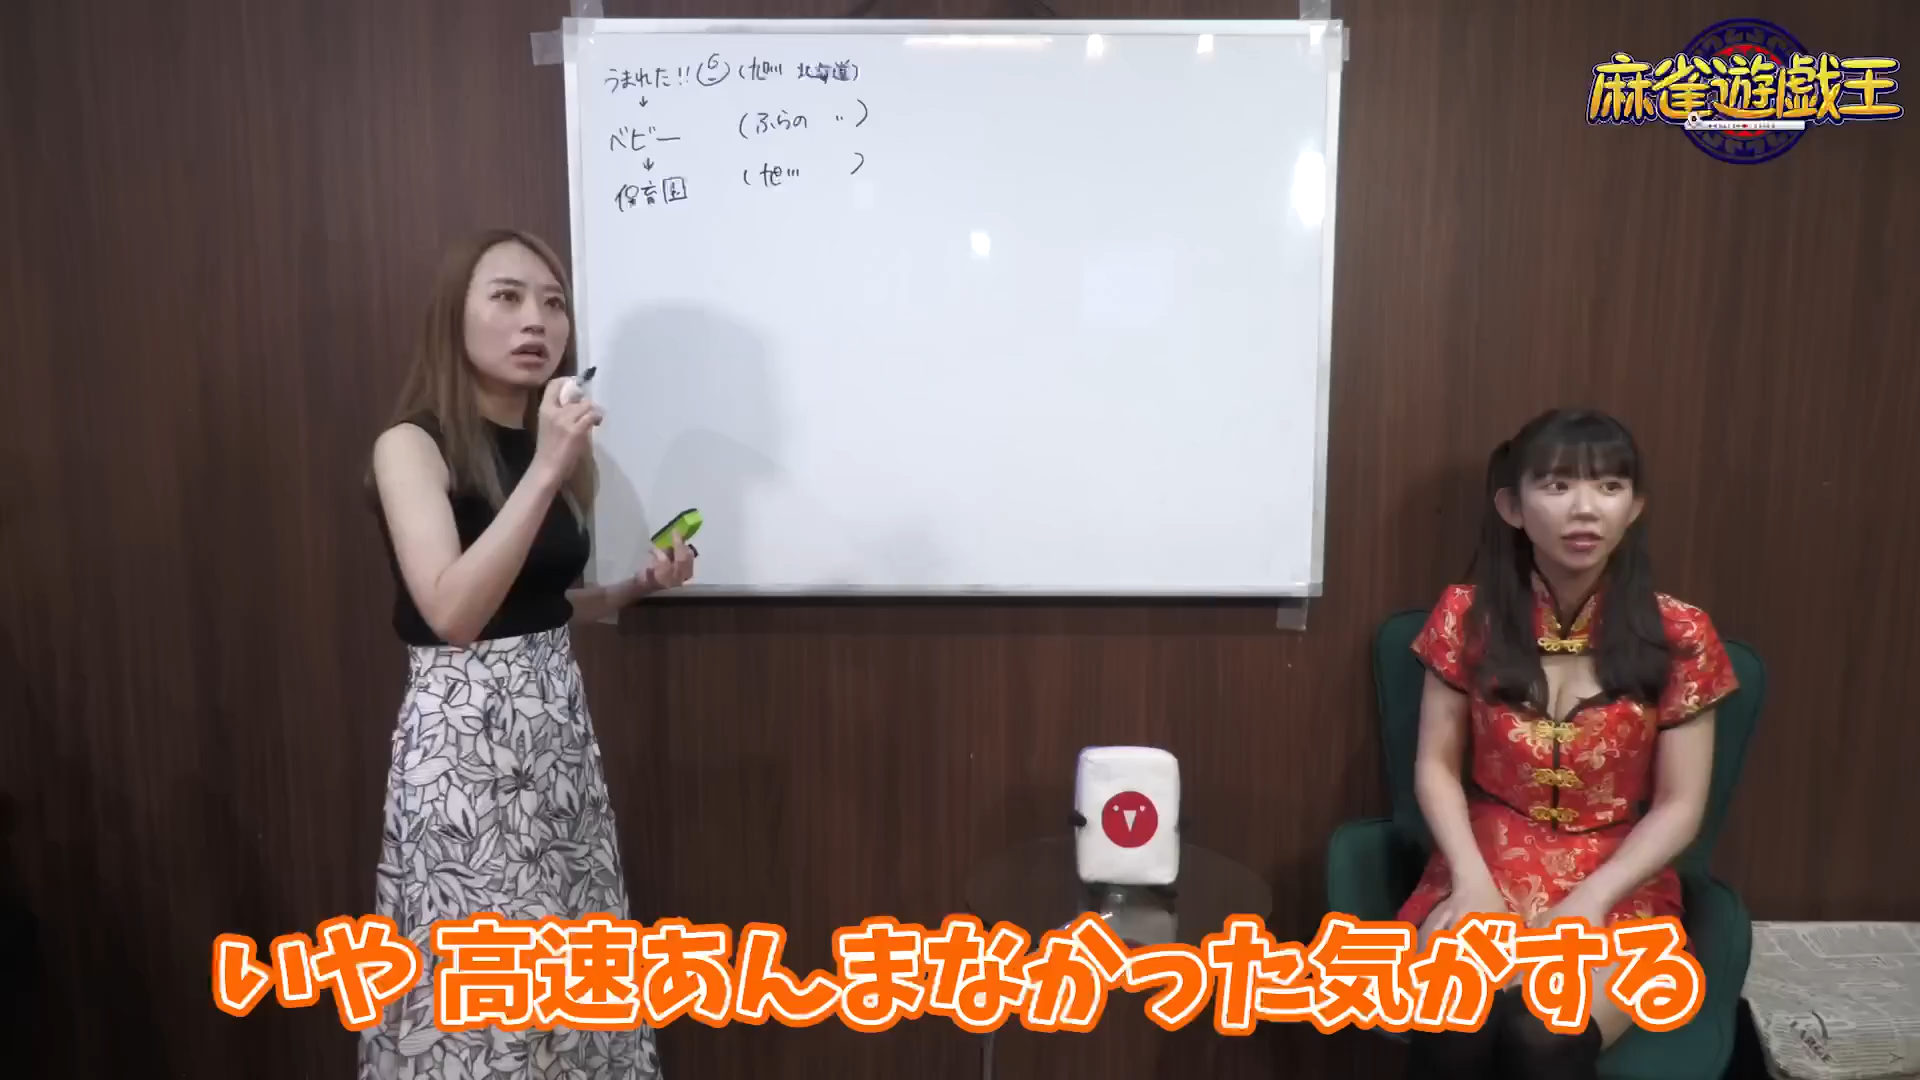 麻雀遊戯王
うまれた!!(6)(旭川 北海道)
↓
ベビー (ふらの 〃)
↓
保育園 (旭川 )
いや 高速あんまなかった気がする